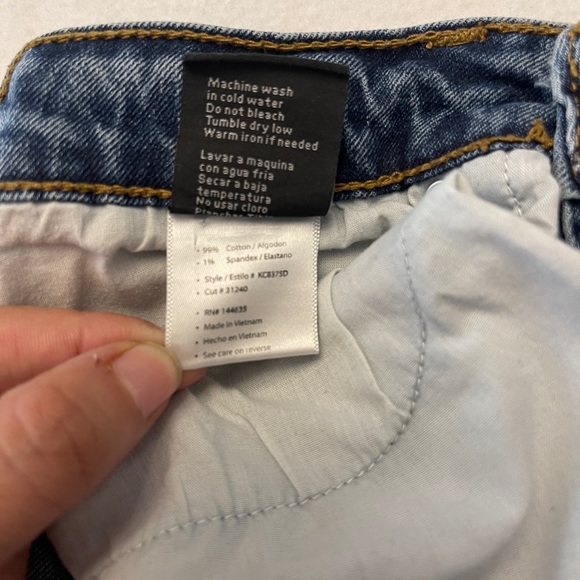 Machine wash
in cold water
Do not bleach
Tumble dry low
Warm iron if needed
Lavar a maquina
con agua fria
Secar a baja
temperatura
No usar cloro
99% Cotton / Algodon
1% Spandex / Elastano
Style / Estilo # KC8375D
Cut # 31240
RN# 144635
Made in Vietnam
Hecho en Vietnam
See care on reverse